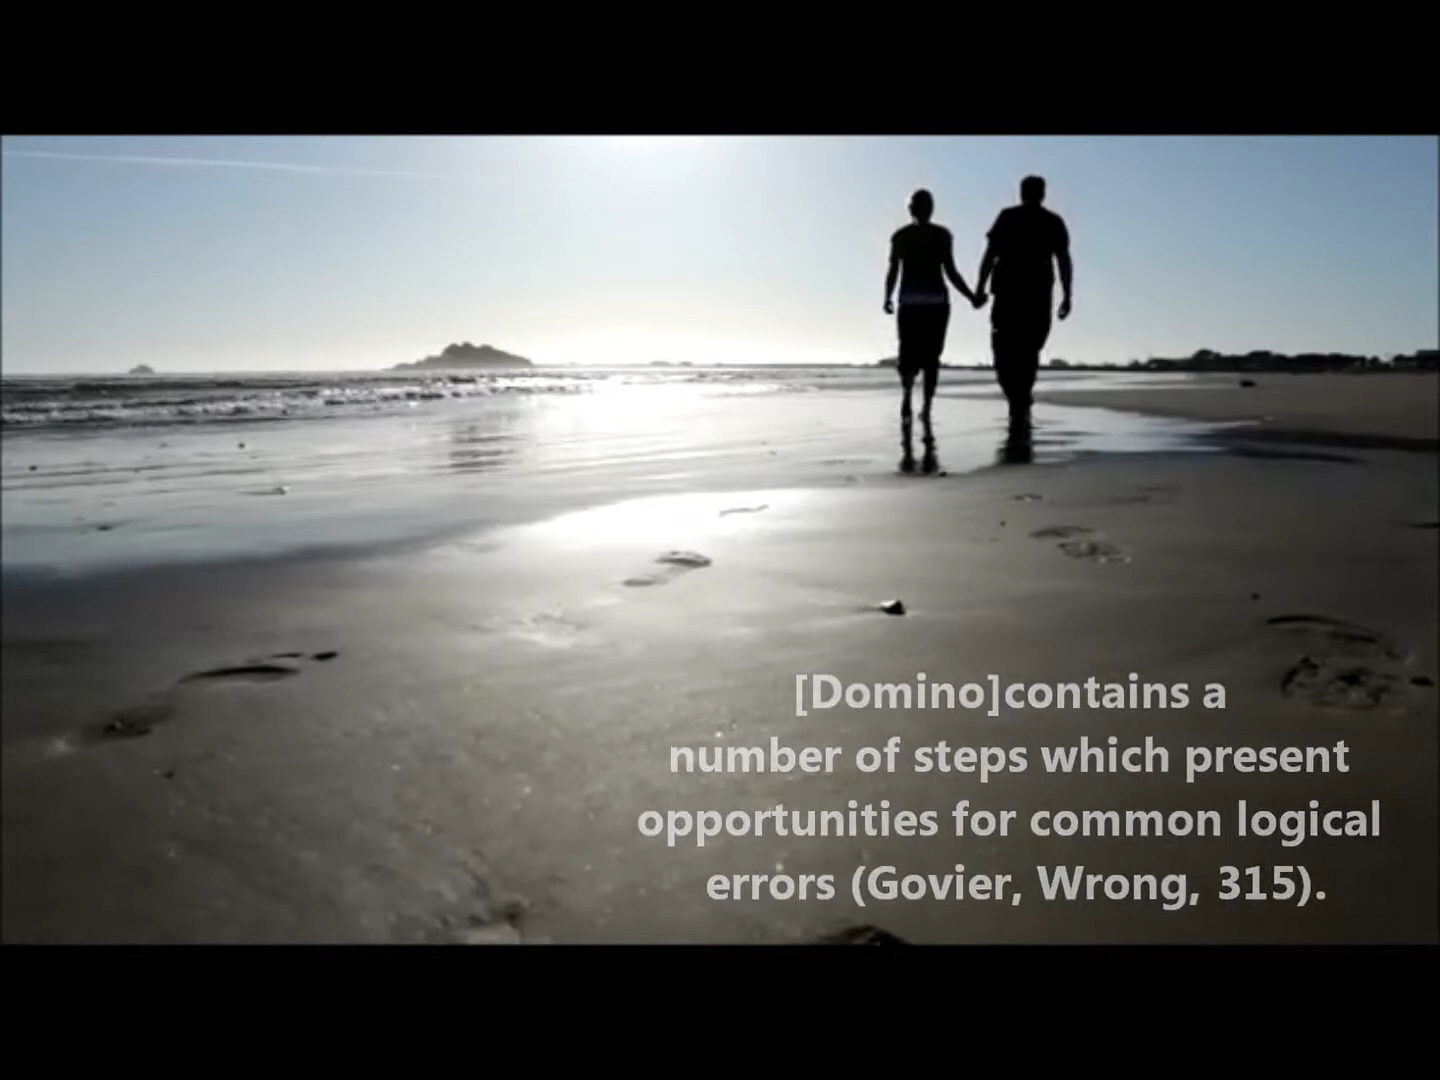 [Domino]contains a
number of steps which present
opportunities for common logical
errors (Govier, Wrong, 315).